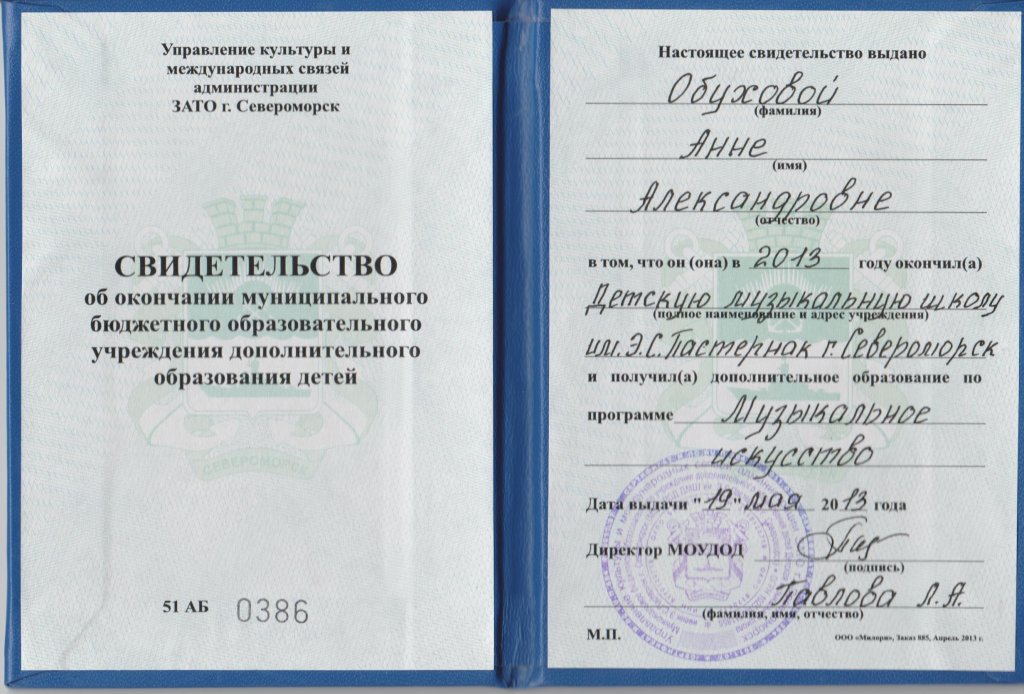 Управление культуры и
международных связей
администрации
ЗАТО г. Североморск
СВИДЕТЕЛЬСТВО
об окончании муниципального
бюджетного образовательного
учреждения дополнительного
образования детей
СЕВЕРОМОРСК
51 АБ 0386
Настоящее свидетельство выдано
Обуховой
(фамилия)
Анне
(имя)
Александровне
(отчество)
в том, что он (она) в 2013 году окончил(а)
Детскую музыкальную школу
(полное наименование и адрес учреждения)
им. Э.С. Пастернак г. Североморск
и получил(а) дополнительное образование по
программе Музыкальное
искусство
Дата выдачи "19" мая 2013 года
Директор МОУДОД
(подпись)
Павлова Л.А.
(фамилия, имя, отчество)
М.П.
ООО «Милори», Заказ 885, Апрель 2013 г.